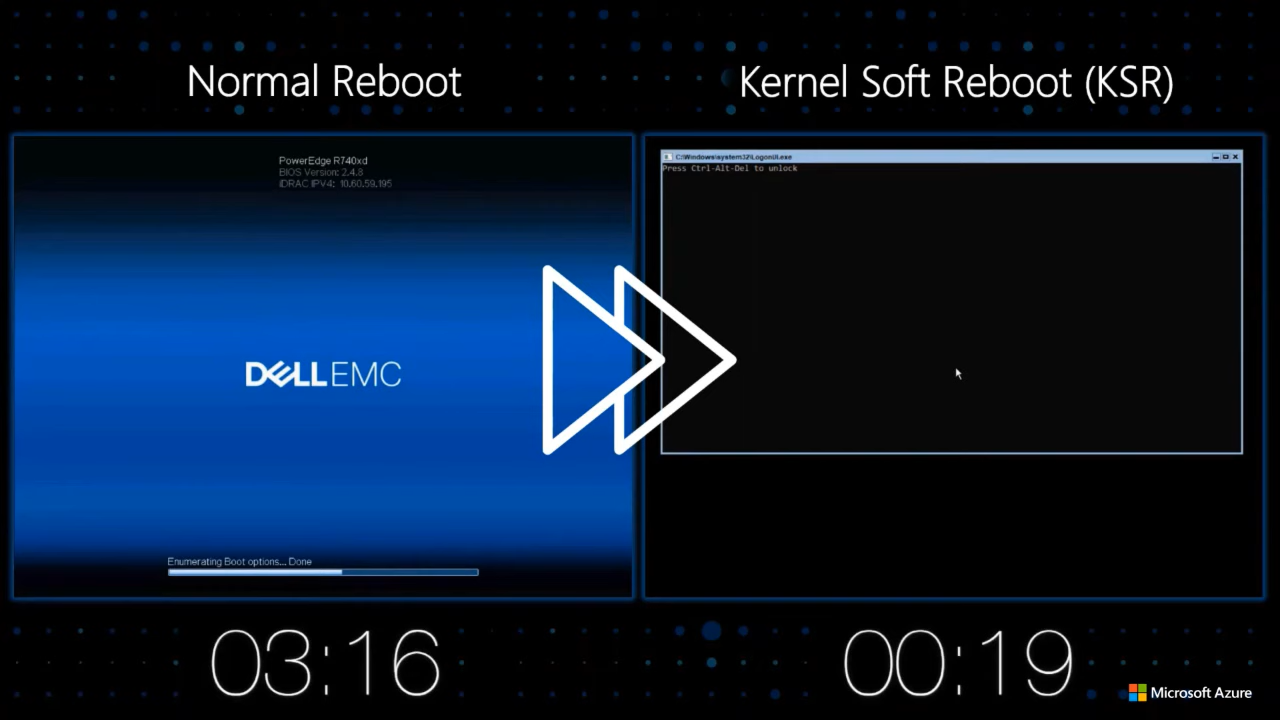 Normal Reboot
Kernel Soft Reboot (KSR)
PowerEdge R740xd
BIOS Version: 2.4.8
iDRAC IPV4: 10.60.59.195
DELLEMC
Enumerating Boot options... Done
C:\Windows\system32\LogonUI.exe
Press Ctrl-Alt-Del to unlock
03:16
00:19
Microsoft Azure